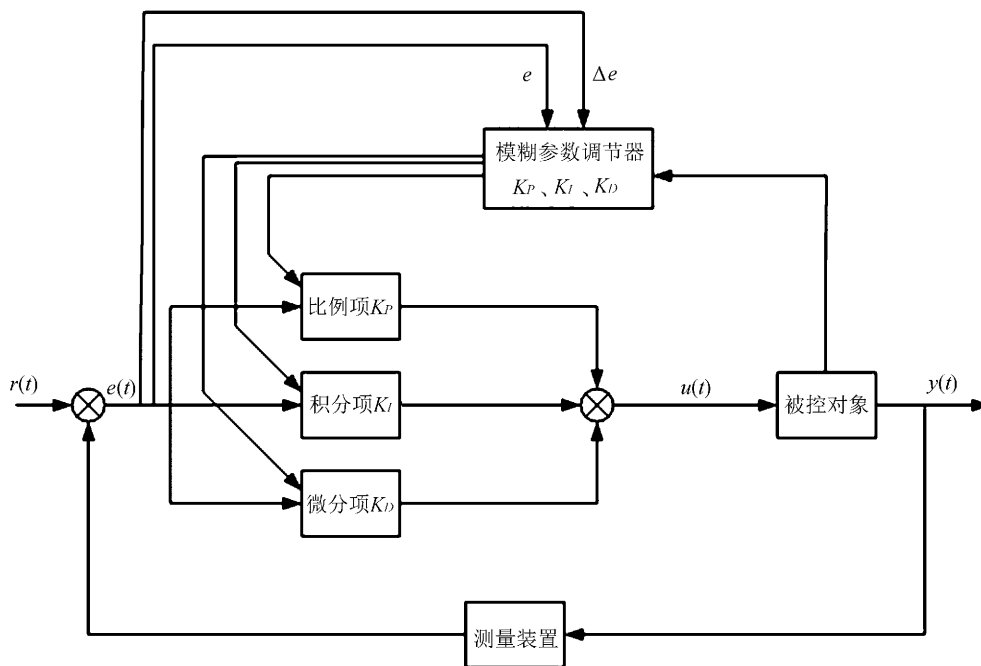 e
Δe
模糊参数调节器
KP、KI、KD
比例项KP
r(t)
e(t)
积分项KI
u(t)
被控对象
y(t)
微分项KD
测量装置